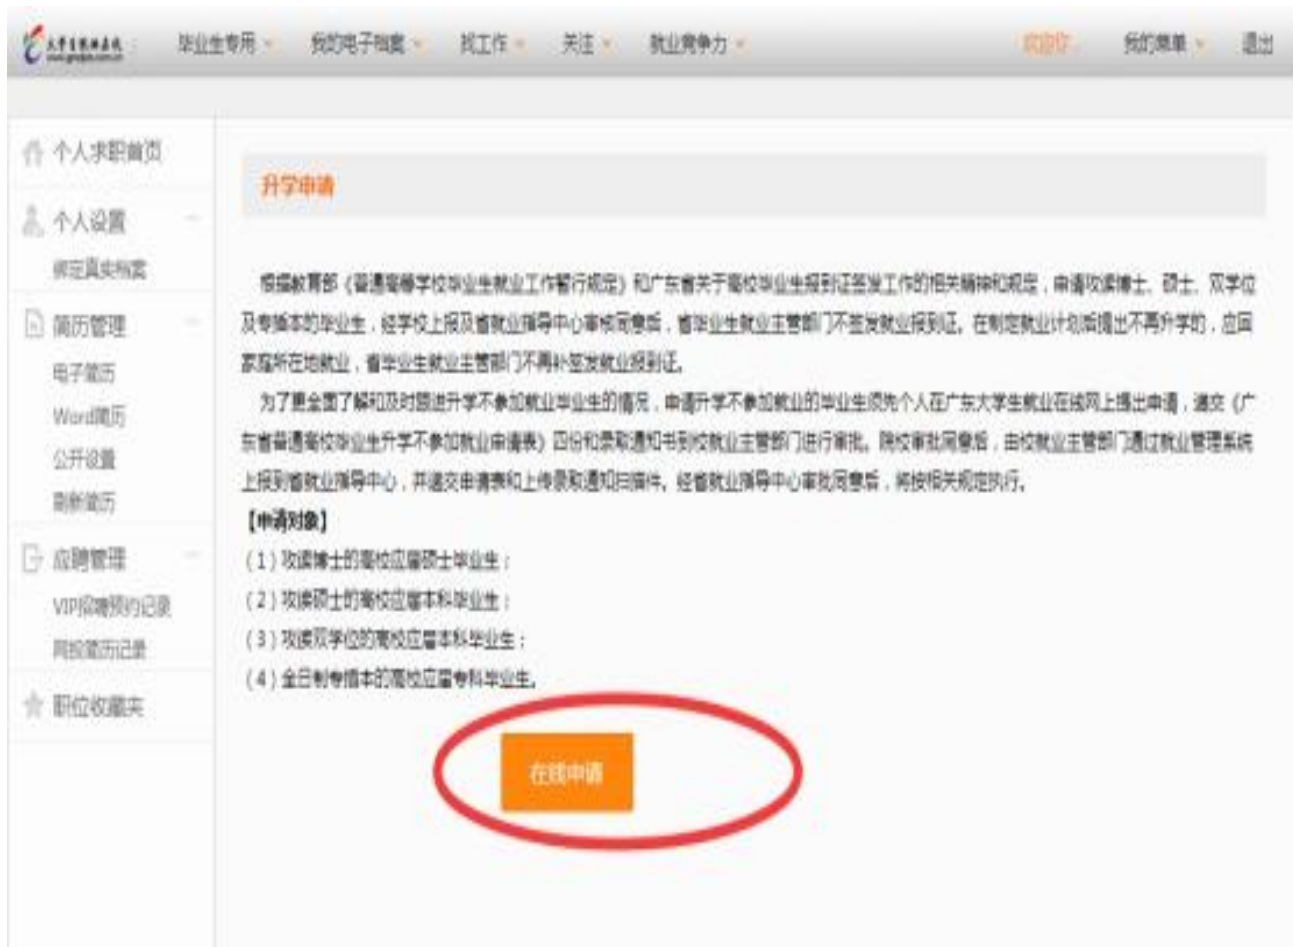 大学生就业在线
毕业生专用 我的电子档案 找工作 关注 就业竞争力 欢迎你 我的菜单 退出
个人求职首页
个人设置
绑定真实档案
简历管理
电子简历
Word简历
公开设置
刷新简历
应聘管理
VIP招聘预约记录
网投简历记录
职位收藏夹
升学申请
根据教育部《普通高等学校毕业生就业工作暂行规定》和广东省关于高校毕业生报到证签发工作的相关精神和规定，申请攻读博士、硕士、双学位
及专插本的毕业生，经学校上报及省就业指导中心审核同意后，省毕业生就业主管部门不签发就业报到证。在制定就业计划后提出不再升学的，应回
家庭所在地就业，省毕业生就业主管部门不再补签发就业报到证。
为了更全面了解和及时跟进升学不参加就业毕业生的情况，申请升学不参加就业的毕业生须先个人在广东大学生就业在线网上提出申请，递交《广
东省普通高校毕业生升学不参加就业申请表》四份和录取通知书到校就业主管部门进行审批。院校审批同意后，由校就业主管部门通过就业管理系统
上报到省就业指导中心，并递交申请表和上传录取通知扫描件。经省就业指导中心审批同意后，将按相关规定执行。
【申请对象】
（1）攻读博士的高校应届硕士毕业生；
（2）攻读硕士的高校应届本科毕业生；
（3）攻读双学位的高校应届本科毕业生；
（4）全日制专插本的高校应届专科毕业生。
在线申请